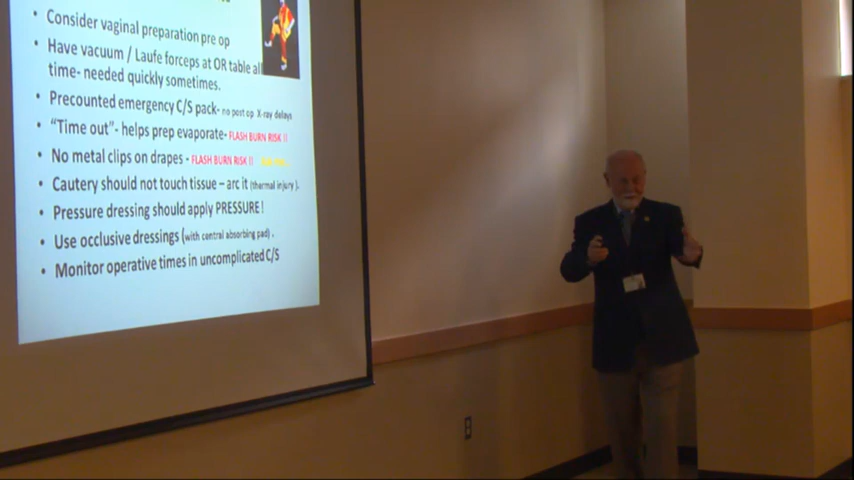 • Consider vaginal preparation pre op
• Have vacuum / Laufe forceps at OR table all
time- needed quickly sometimes.
• Precounted emergency C/S pack- no post op X-ray delays
• "Time out"- helps prep evaporate- FLASH BURN RISK !!
• No metal clips on drapes - FLASH BURN RISK !!
• Cautery should not touch tissue – arc it (thermal injury ).
• Pressure dressing should apply PRESSURE !
• Use occlusive dressings (with central absorbing pad) .
• Monitor operative times in uncomplicated C/S